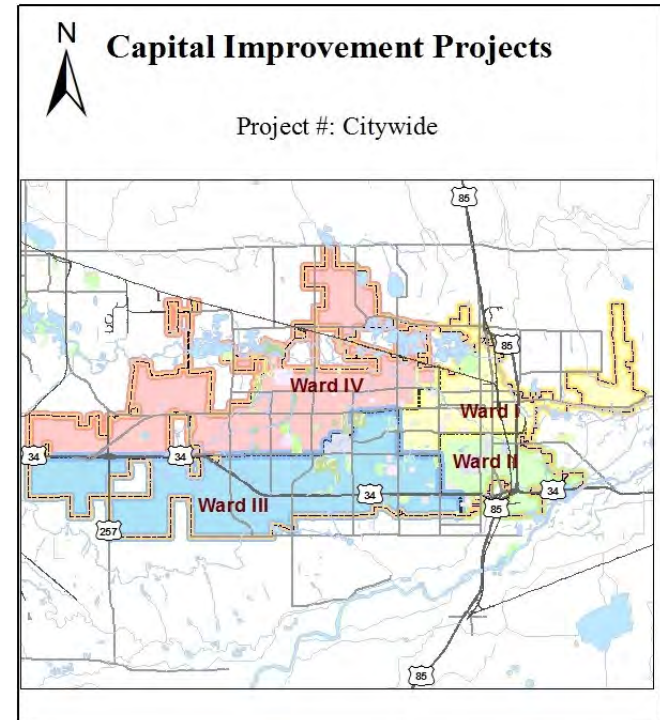 N
Capital Improvement Projects
Project #: Citywide
85
85
Ward IV
Ward I
34
34
Ward II
Ward III
34
34
85
257
85